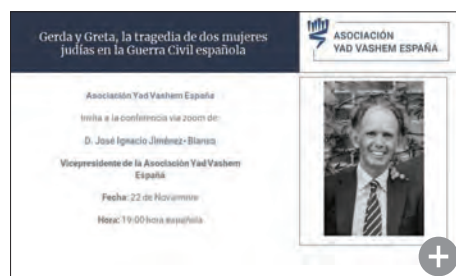 Gerda y Greta, la tragedia de dos mujeres
judías en la Guerra Civil española
ASOCIACIÓN
YAD VASHEM ESPAÑA
Asociación Yad Vashem España
Invita a la conferencia vía zoom de:
D. José Ignacio Jiménez-Blanco
Vicepresidente de la Asociación Yad Vashem
España
Fecha: 22 de Noviembre
Hora: 19:00 hora española